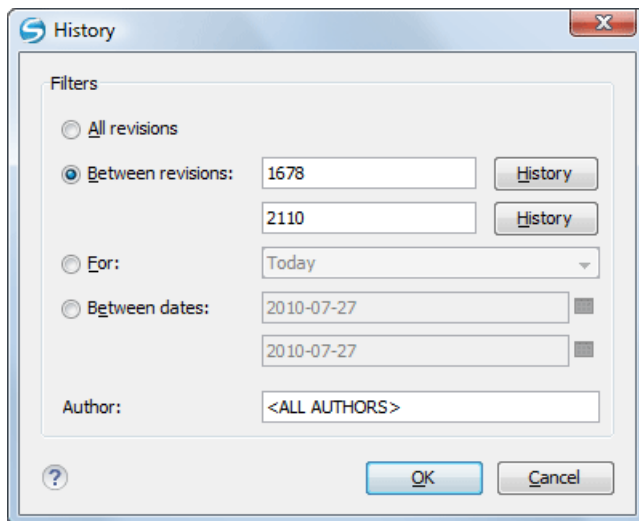 History
Filters
All revisions
Between revisions: 1678 History
2110 History
For: Today
Between dates: 2010-07-27
2010-07-27
Author: <ALL AUTHORS>
? OK Cancel